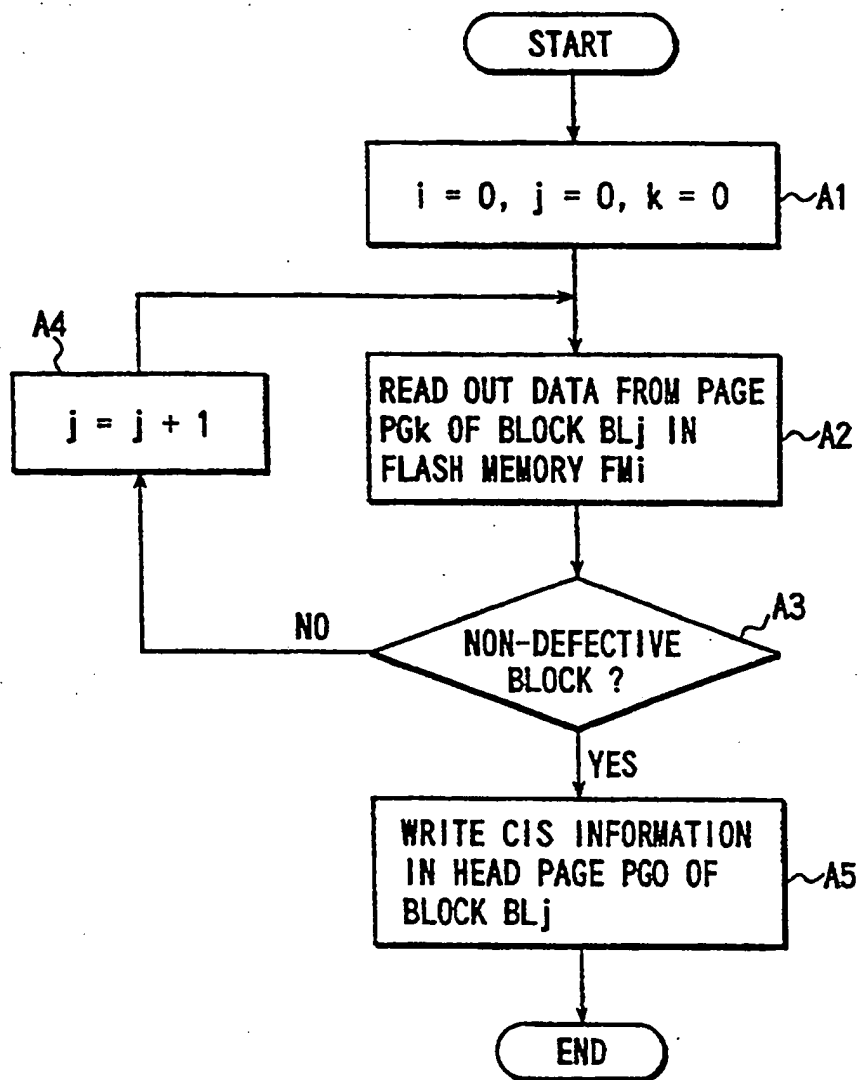 START
i = 0, j = 0, k = 0
A1
A4
j = j + 1
READ OUT DATA FROM PAGE
PGk OF BLOCK BLj IN
FLASH MEMORY FMi
A2
A3
NO
NON-DEFECTIVE
BLOCK ?
YES
WRITE CIS INFORMATION
IN HEAD PAGE PG0 OF
BLOCK BLj
A5
END